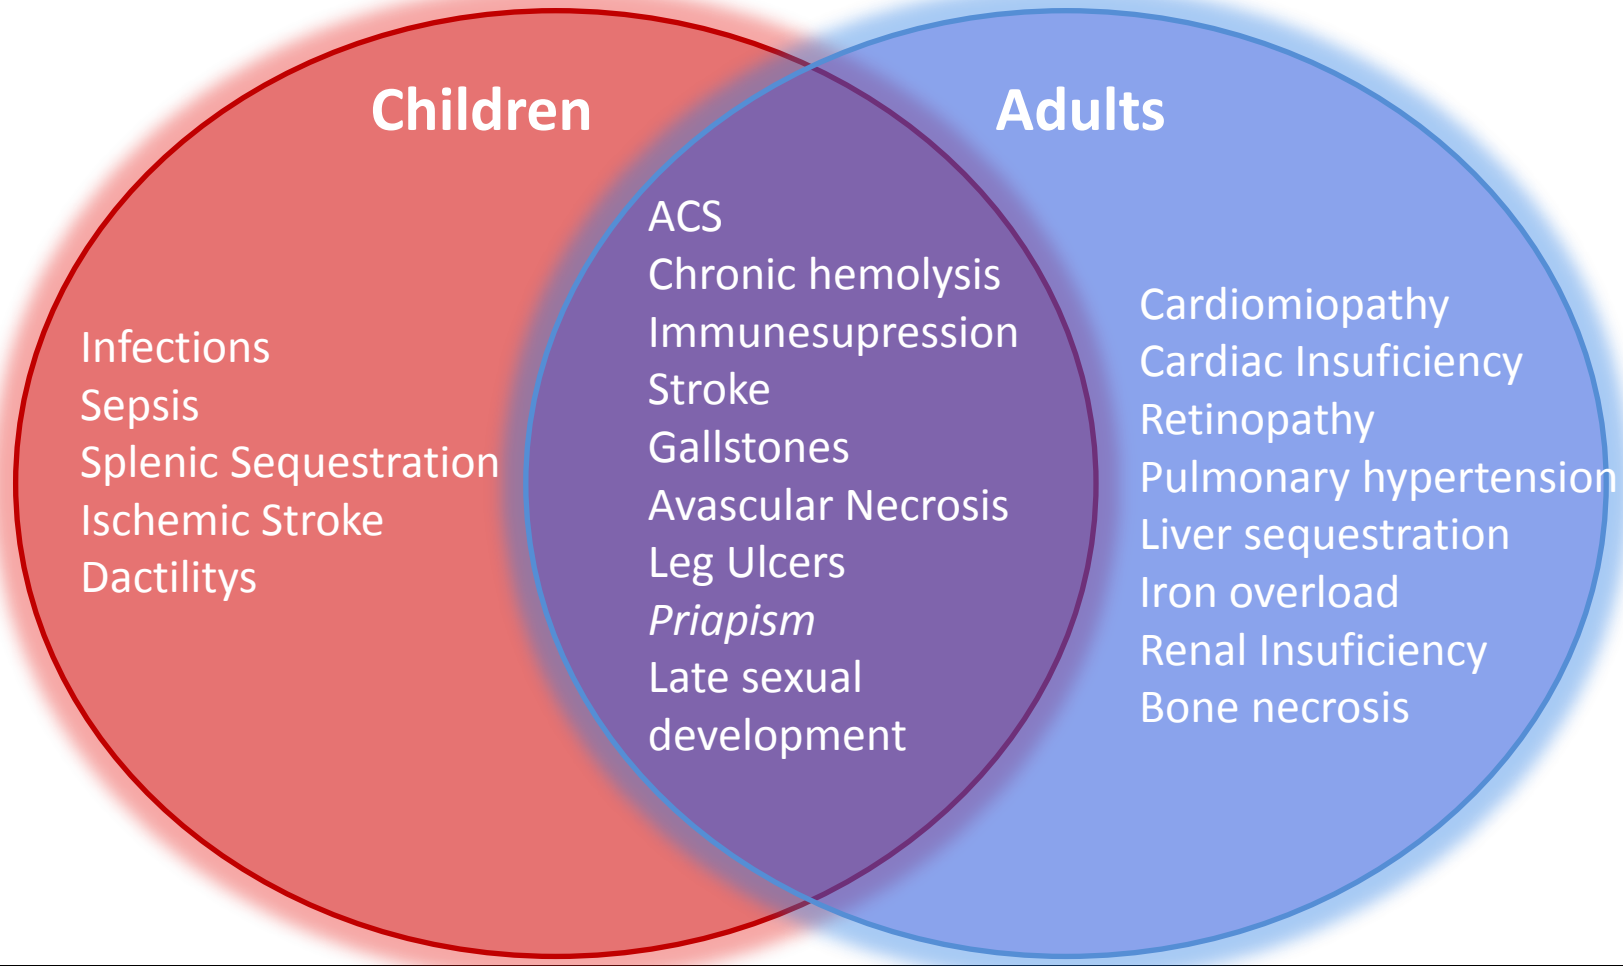 Children
Adults
Infections
Sepsis
Splenic Sequestration
Ischemic Stroke
Dactilitys
ACS
Chronic hemolysis
Immunesupression
Stroke
Gallstones
Avascular Necrosis
Leg Ulcers
Priapism
Late sexual
development
Cardiomiopathy
Cardiac Insuficiency
Retinopathy
Pulmonary hypertension
Liver sequestration
Iron overload
Renal Insuficiency
Bone necrosis